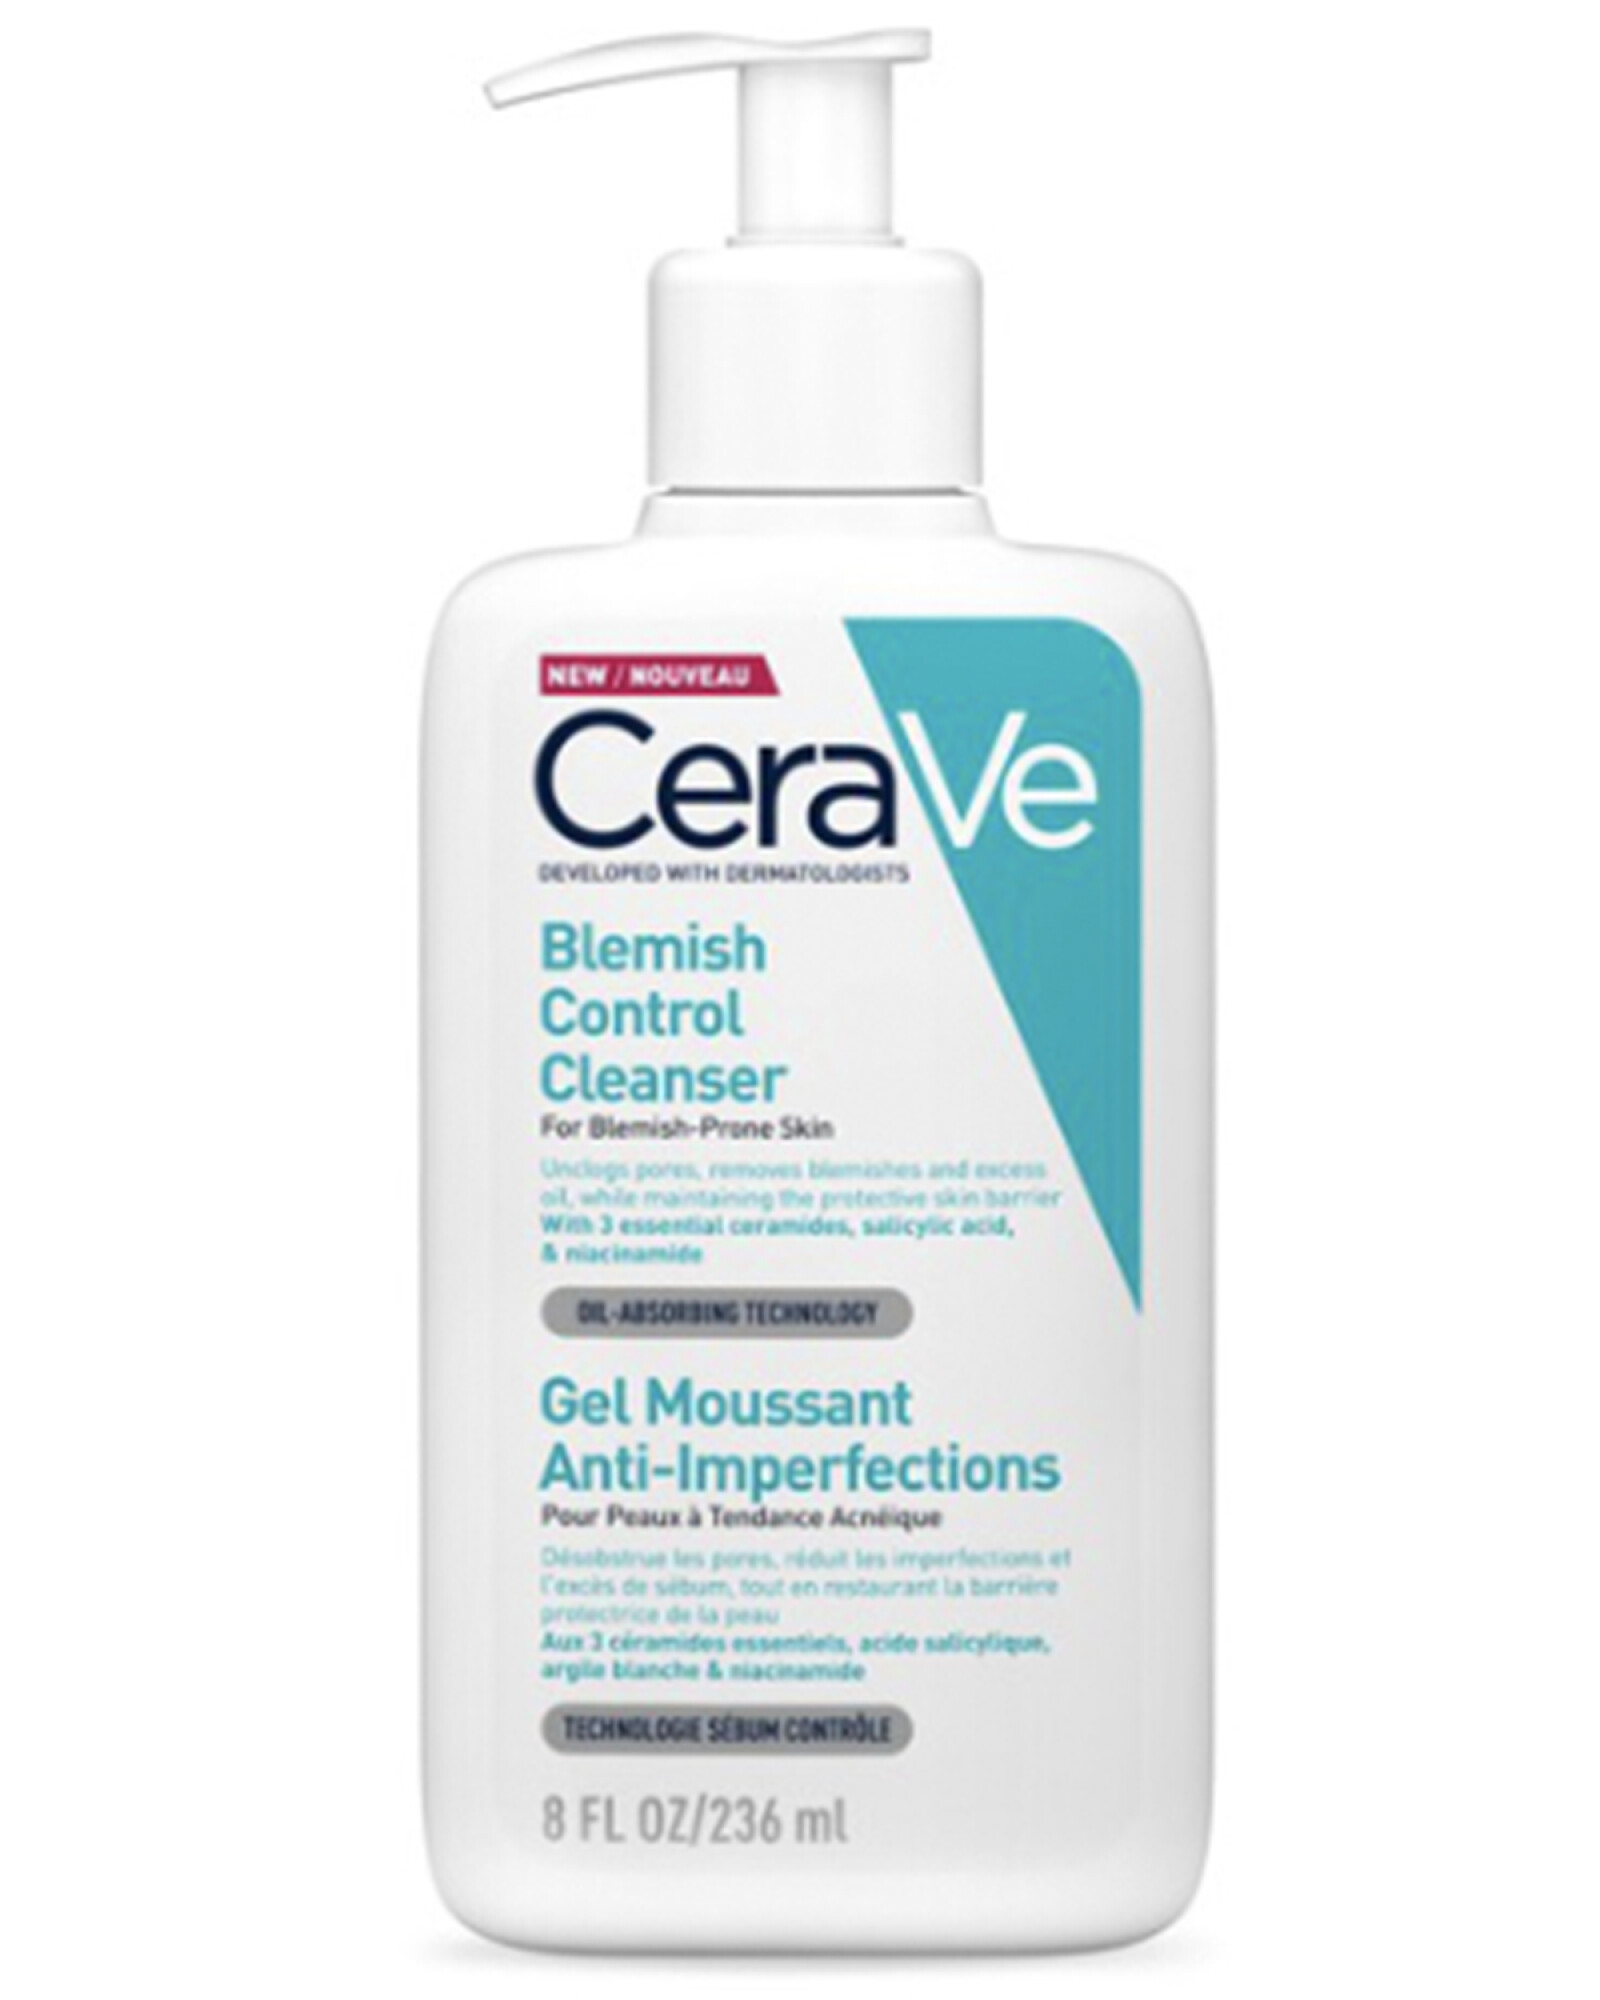 NEW / NOUVEAU
CeraVe
DEVELOPED WITH DERMATOLOGISTS
Blemish
Control
Cleanser
For Blemish-Prone Skin
Unclogs pores, removes blemishes and excess
oil, while maintaining the protective skin barrier
With 3 essential ceramides, salicylic acid,
& niacinamide
OIL-ABSORBING TECHNOLOGY
Gel Moussant
Anti-Imperfections
Pour Peaux à Tendance Acnéique
Désobstrue les pores, réduit les imperfections et
l'excès de sébum, tout en restaurant la barrière
protectrice de la peau
Aux 3 céramides essentiels, acide salicylique,
argile blanche & niacinamide
TECHNOLOGIE SÉBUM CONTRÔLE
8 FL OZ/236 ml